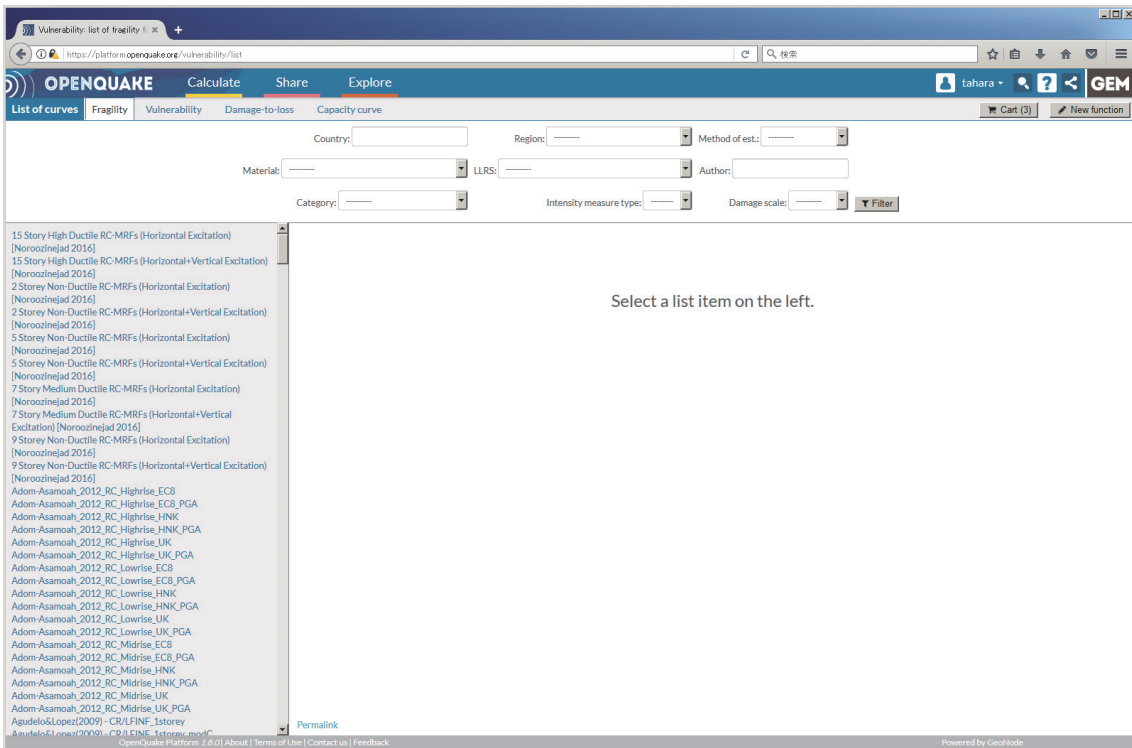 Vulnerability: list of fragility f
https://platform.openquake.org/vulnerability/list
検索
OPENQUAKE Calculate Share Explore
tahara
? GEM
List of curves Fragility Vulnerability Damage-to-loss Capacity curve
Cart (3) New function
Country: Region: --------- Method of est.: ---------
Material: --------- LLRS: --------- Author:
Category: --------- Intensity measure type: --------- Damage scale: --------- Filter
15 Story High Ductile RC-MRFs (Horizontal Excitation)
[Noroozinejad 2016]
15 Story High Ductile RC-MRFs (Horizontal+Vertical Excitation)
[Noroozinejad 2016]
2 Storey Non-Ductile RC-MRFs (Horizontal Excitation)
[Noroozinejad 2016]
2 Storey Non-Ductile RC-MRFs (Horizontal+Vertical Excitation)
[Noroozinejad 2016]
5 Storey Non-Ductile RC-MRFs (Horizontal Excitation)
[Noroozinejad 2016]
5 Storey Non-Ductile RC-MRFs (Horizontal+Vertical Excitation)
[Noroozinejad 2016]
7 Story Medium Ductile RC-MRFs (Horizontal Excitation)
[Noroozinejad 2016]
7 Story Medium Ductile RC-MRFs (Horizontal+Vertical
Excitation) [Noroozinejad 2016]
9 Storey Non-Ductile RC-MRFs (Horizontal Excitation)
[Noroozinejad 2016]
9 Storey Non-Ductile RC-MRFs (Horizontal+Vertical Excitation)
[Noroozinejad 2016]
Adom-Asamoah_2012_RC_Highrise_EC8
Adom-Asamoah_2012_RC_Highrise_EC8_PGA
Adom-Asamoah_2012_RC_Highrise_HNK
Adom-Asamoah_2012_RC_Highrise_HNK_PGA
Adom-Asamoah_2012_RC_Highrise_UK
Adom-Asamoah_2012_RC_Highrise_UK_PGA
Adom-Asamoah_2012_RC_Lowrise_EC8
Adom-Asamoah_2012_RC_Lowrise_EC8_PGA
Adom-Asamoah_2012_RC_Lowrise_HNK
Adom-Asamoah_2012_RC_Lowrise_HNK_PGA
Adom-Asamoah_2012_RC_Lowrise_UK
Adom-Asamoah_2012_RC_Lowrise_UK_PGA
Adom-Asamoah_2012_RC_Midrise_EC8
Adom-Asamoah_2012_RC_Midrise_EC8_PGA
Adom-Asamoah_2012_RC_Midrise_HNK
Adom-Asamoah_2012_RC_Midrise_HNK_PGA
Adom-Asamoah_2012_RC_Midrise_UK
Adom-Asamoah_2012_RC_Midrise_UK_PGA
Agudelo&Lopez(2009) - CR/LFINF_1storey
Agudelo&Lopez(2009) - CR/LFINF_1storey_modC
Select a list item on the left.
Permalink
OpenQuake Platform 1.8.0 | About | Terms of Use | Contact us | Feedback
Powered by GeoNode